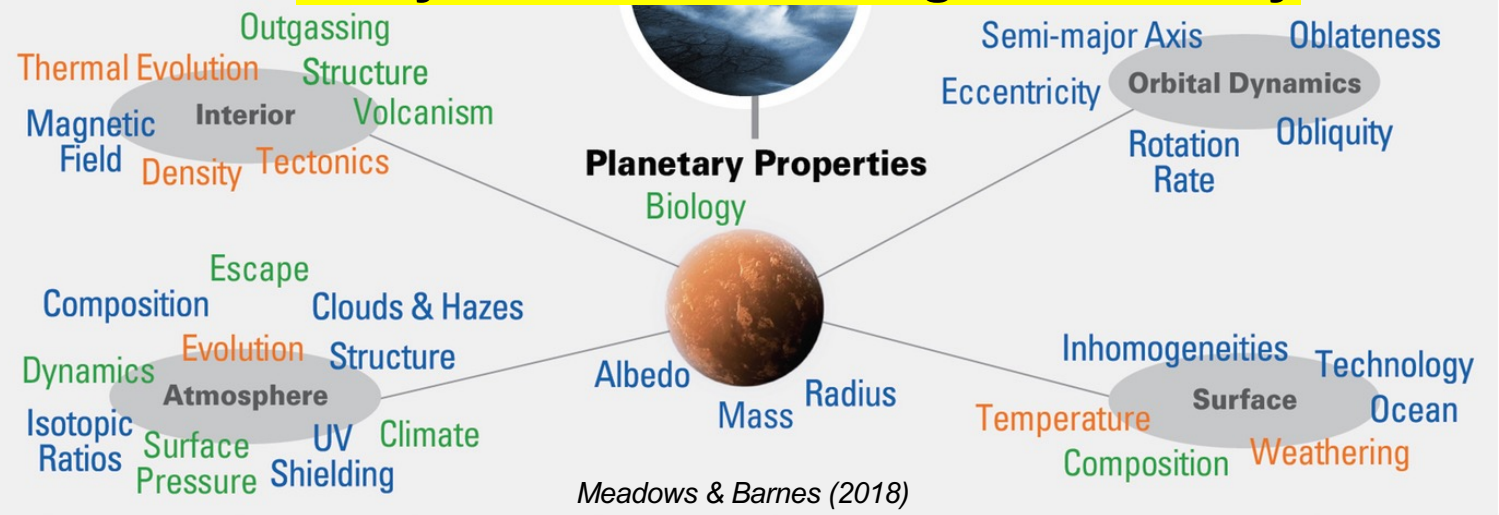 Outgassing
Thermal Evolution
Structure
Interior
Volcanism
Magnetic
Field
Density
Tectonics
Planetary Properties
Biology
Semi-major Axis
Oblateness
Eccentricity
Orbital Dynamics
Rotation
Rate
Obliquity
Escape
Composition
Clouds & Hazes
Evolution
Structure
Dynamics
Atmosphere
Isotopic
Ratios
Surface
Pressure
UV
Shielding
Climate
Albedo
Mass
Radius
Inhomogeneities
Technology
Surface
Ocean
Temperature
Composition
Weathering
Meadows & Barnes (2018)